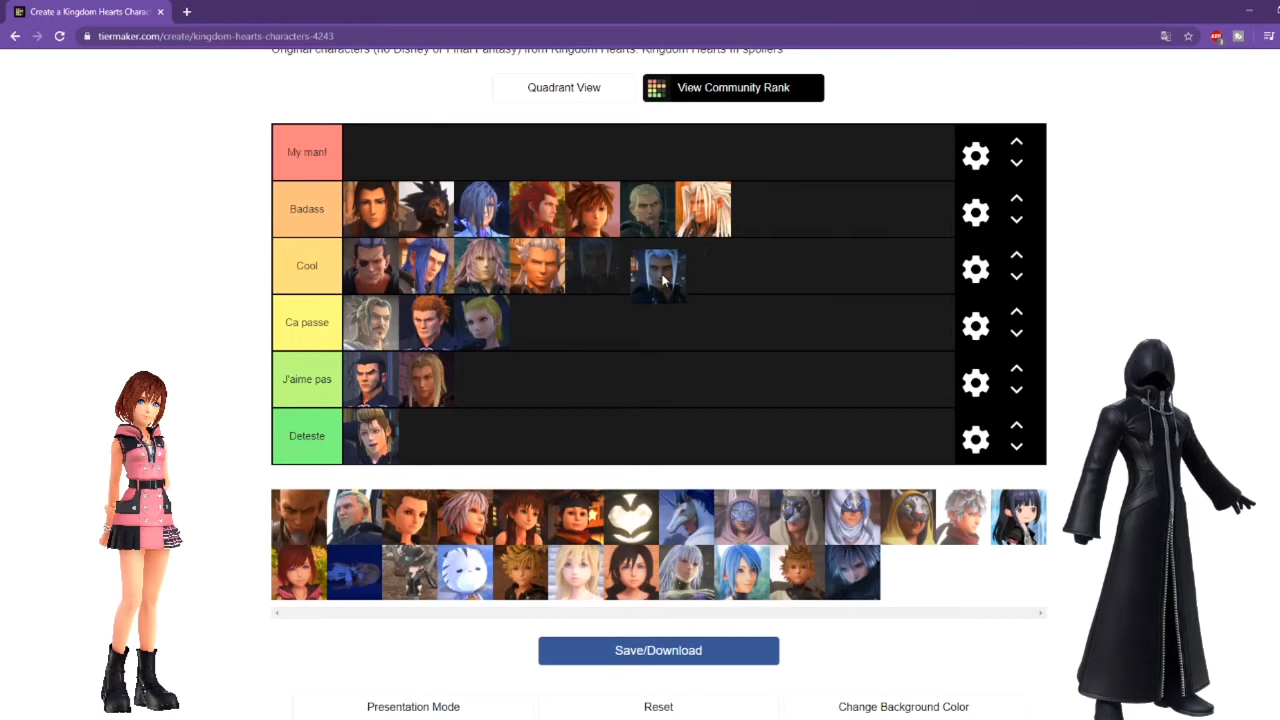 Create a Kingdom Hearts Charac
tiermaker.com/create/kingdom-hearts-characters-4243
Original characters (no Disney or Final Fantasy) from Kingdom Hearts. Kingdom Hearts III spoilers
Quadrant View
View Community Rank
My man!
Badass
Cool
Ca passe
J'aime pas
Deteste
Save/Download
Presentation Mode
Reset
Change Background Color